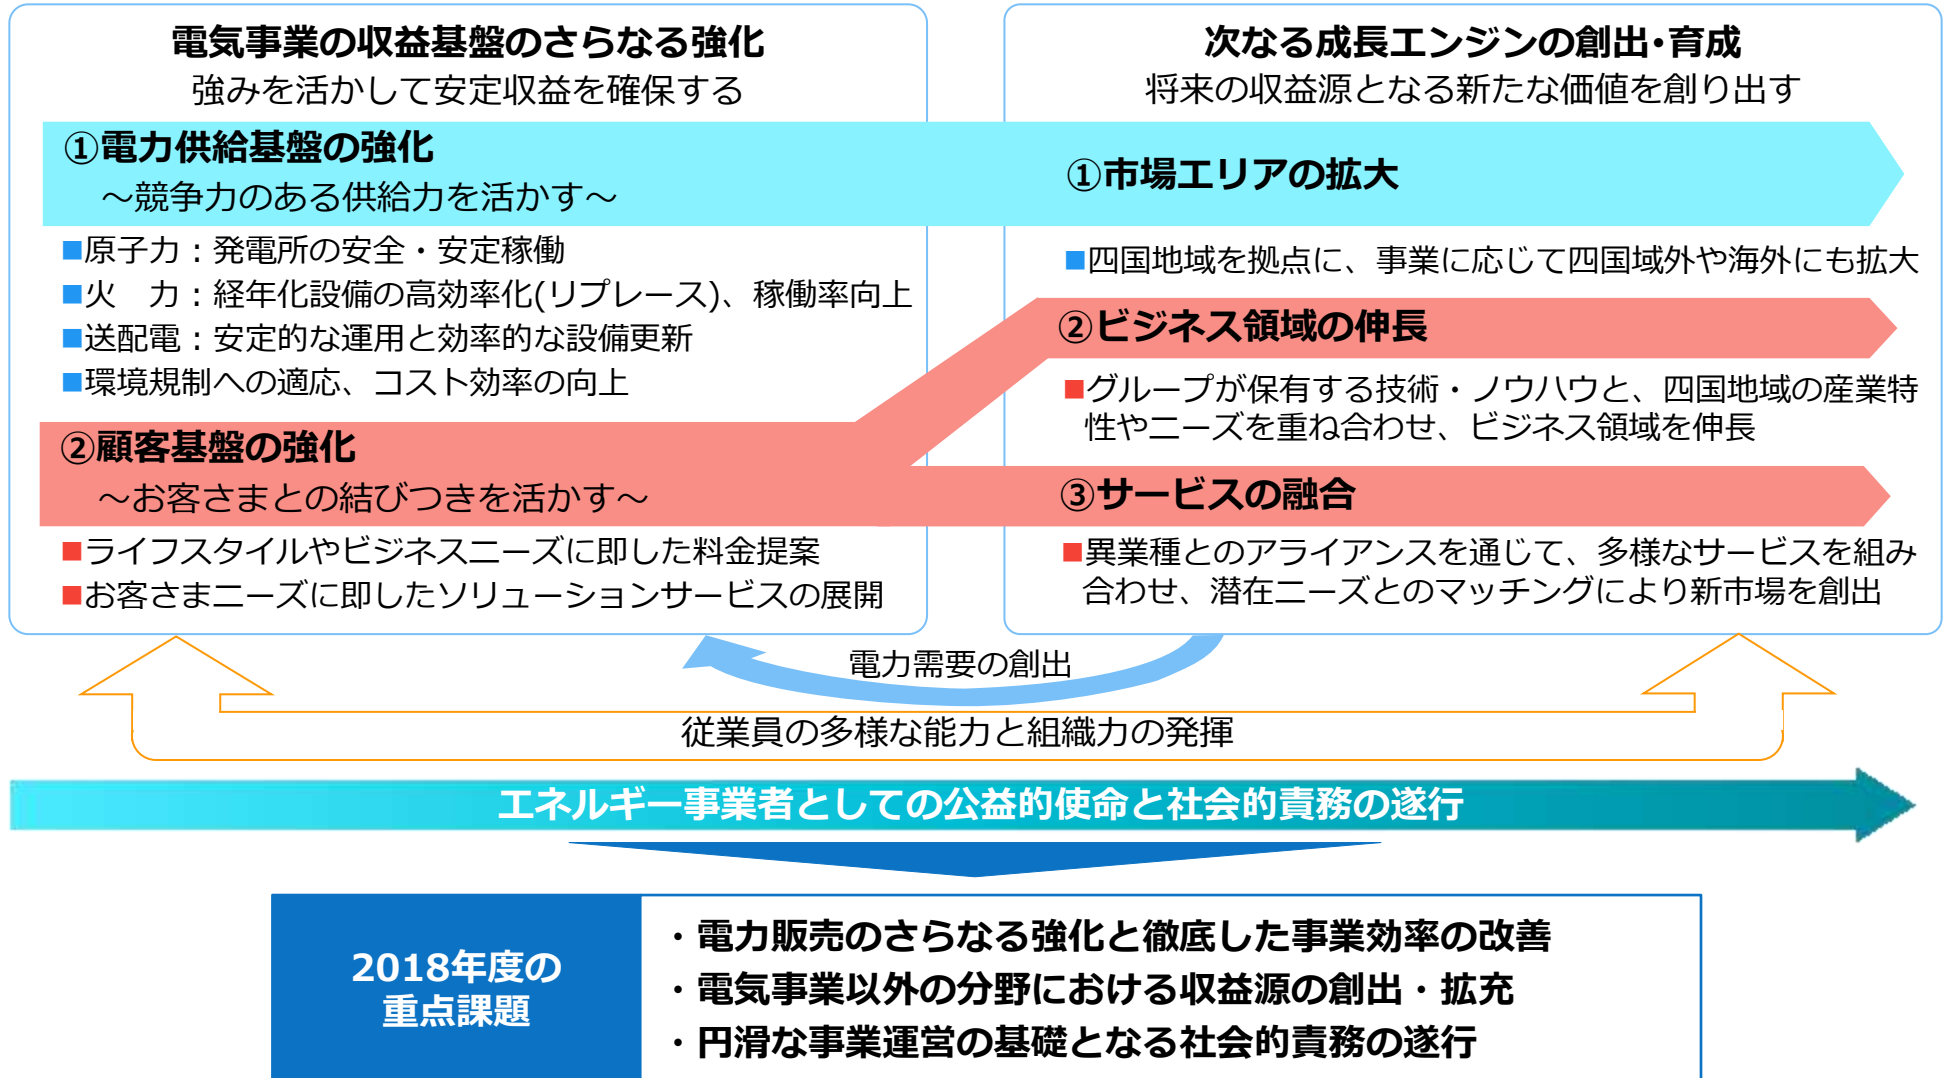 電気事業の収益基盤のさらなる強化
強みを活かして安定収益を確保する
①電力供給基盤の強化
～競争力のある供給力を活かす～
■原子力：発電所の安全・安定稼働
■火　力：経年化設備の高効率化(リプレース)、稼働率向上
■送配電：安定的な運用と効率的な設備更新
■環境規制への適応、コスト効率の向上
②顧客基盤の強化
～お客さまとの結びつきを活かす～
■ライフスタイルやビジネスニーズに即した料金提案
■お客さまニーズに即したソリューションサービスの展開
次なる成長エンジンの創出･育成
将来の収益源となる新たな価値を創り出す
①市場エリアの拡大
■四国地域を拠点に、事業に応じて四国域外や海外にも拡大
②ビジネス領域の伸長
■グループが保有する技術・ノウハウと、四国地域の産業特
性やニーズを重ね合わせ、ビジネス領域を伸長
③サービスの融合
■異業種とのアライアンスを通じて、多様なサービスを組み
合わせ、潜在ニーズとのマッチングにより新市場を創出
電力需要の創出
従業員の多様な能力と組織力の発揮
エネルギー事業者としての公益的使命と社会的責務の遂行
2018年度の
重点課題
・電力販売のさらなる強化と徹底した事業効率の改善
・電気事業以外の分野における収益源の創出・拡充
・円滑な事業運営の基礎となる社会的責務の遂行